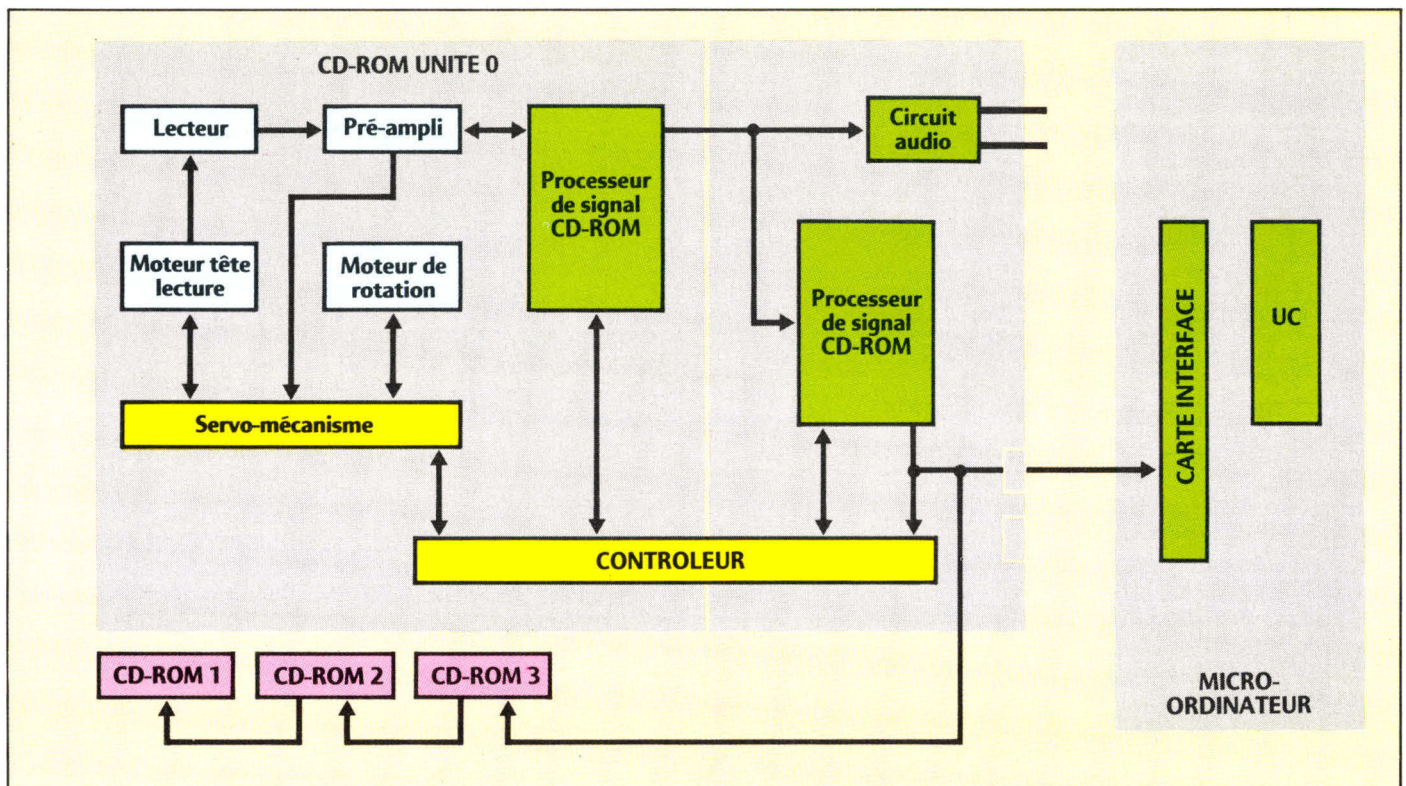 CD-ROM UNITE 0
Lecteur
Pré-ampli
Processeur
de signal
CD-ROM
Circuit
audio
Moteur tête
lecture
Moteur de
rotation
Processeur
de signal
CD-ROM
CARTE INTERFACE
UC
Servo-mécanisme
CONTROLEUR
CD-ROM 1
CD-ROM 2
CD-ROM 3
MICRO-
ORDINATEUR